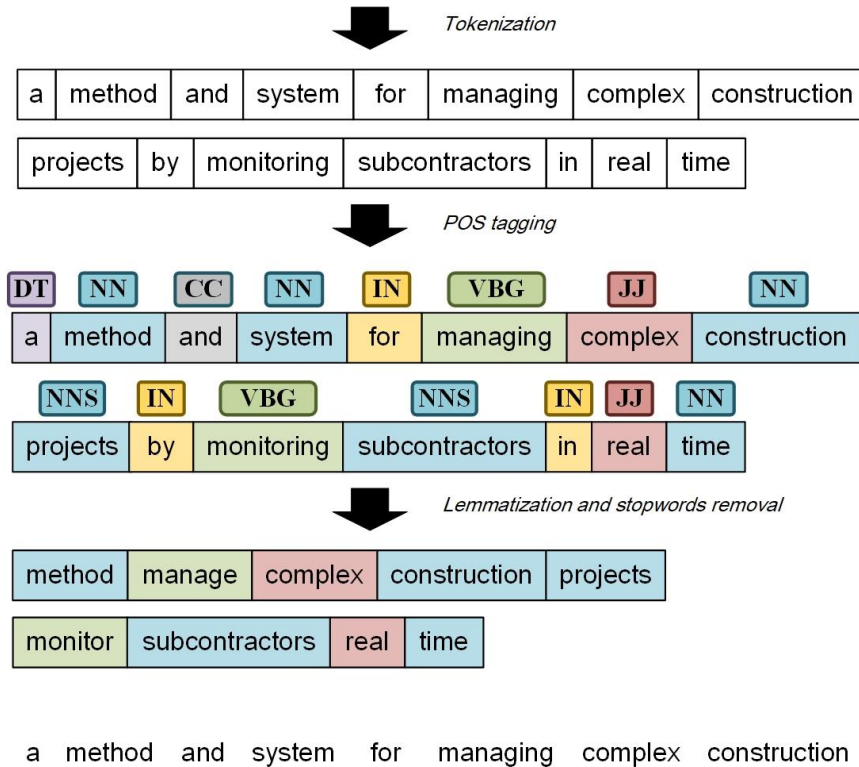 Tokenization
a method and system for managing complex construction
projects by monitoring subcontractors in real time
POS tagging
DT NN CC NN IN VBG JJ NN
a method and system for managing complex construction
NNS IN VBG NNS IN JJ NN
projects by monitoring subcontractors in real time
Lemmatization and stopwords removal
method manage complex construction projects
monitor subcontractors real time
a method and system for managing complex construction